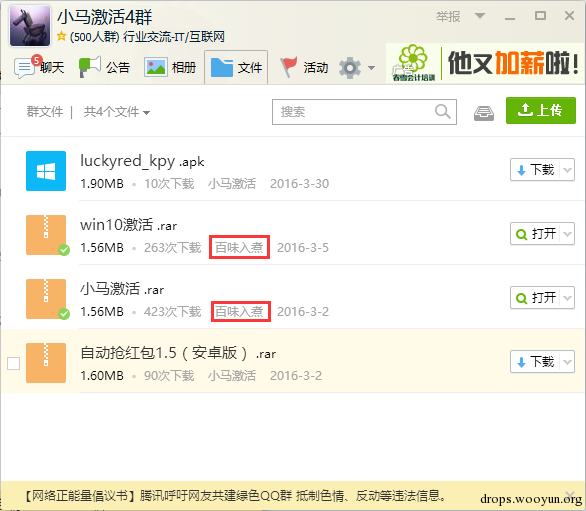 小马激活4群
举报
(500人群) 行业交流-IT/互联网
5
聊天 公告 相册 文件 活动
春雪会计培训 他又加薪啦!
群文件 | 共4个文件 搜索 上传
luckyred_kpy .apk
1.90MB 10次下载 小马激活 2016-3-30 下载
win10激活 .rar
1.56MB 263次下载 百味入煮 2016-3-5 打开
小马激活 .rar
1.56MB 423次下载 百味入煮 2016-3-2 打开
自动抢红包1.5（安卓版） .rar
1.60MB 90次下载 小马激活 2016-3-2 下载
【网络正能量倡议书】腾讯呼吁网友共建绿色QQ群 抵制色情、反动等违法信息。
drops.wooyun.org